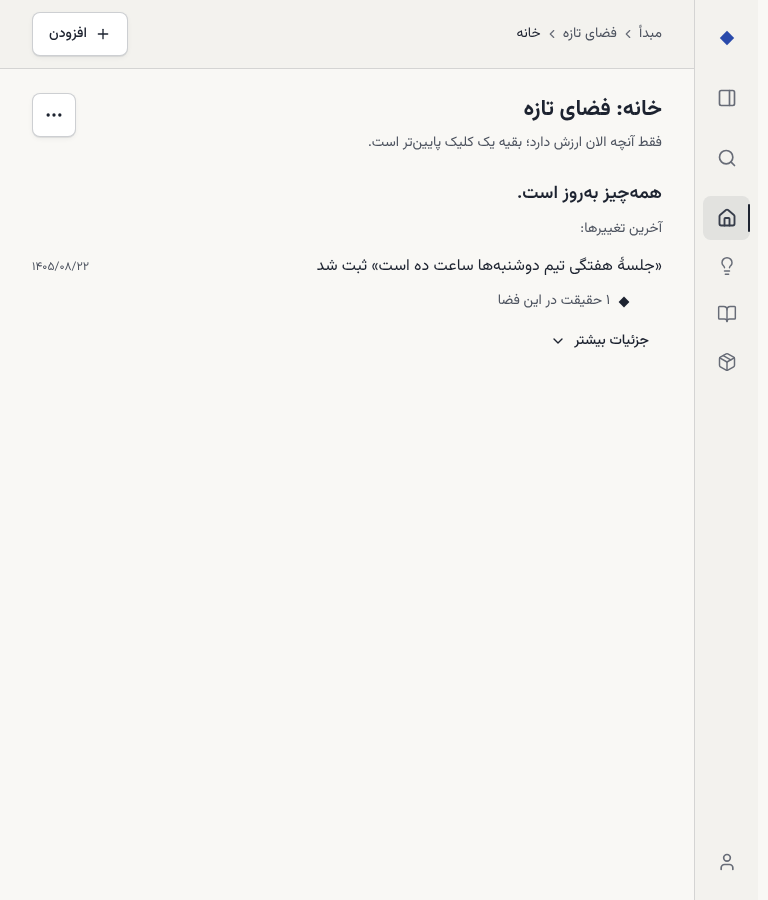 مبدأ › فضای تازه › خانه
افزودن
خانه: فضای تازه
فقط آنچه الان ارزش دارد؛ بقیه یک کلیک پایین‌تر است.
همه‌چیز به‌روز است.
آخرین تغییرها:
«جلسهٔ هفتگی تیم دوشنبه‌ها ساعت ده است» ثبت شد
۱۴۰۵/۰۸/۲۲
۱ حقیقت در این فضا
جزئیات بیشتر